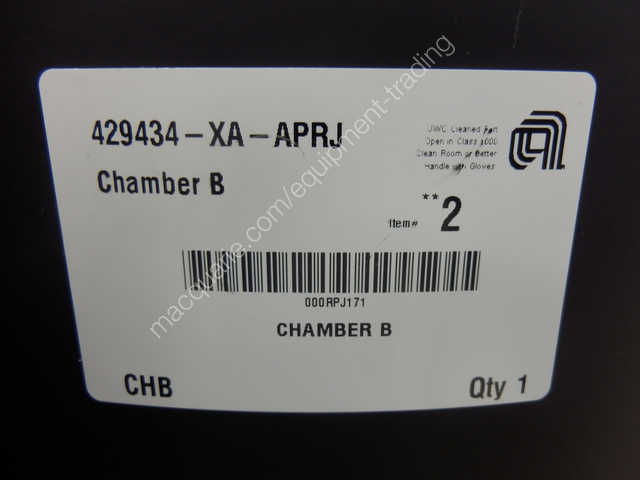 429434-XA-APRJ
UWC Cleaned Part
Open in Class 1000
Clean Room or Better
Handle with Gloves
Chamber B
Item# **2
000RPJ171
CHAMBER B
CHB
Qty 1
macquarie.com/equipment-trading